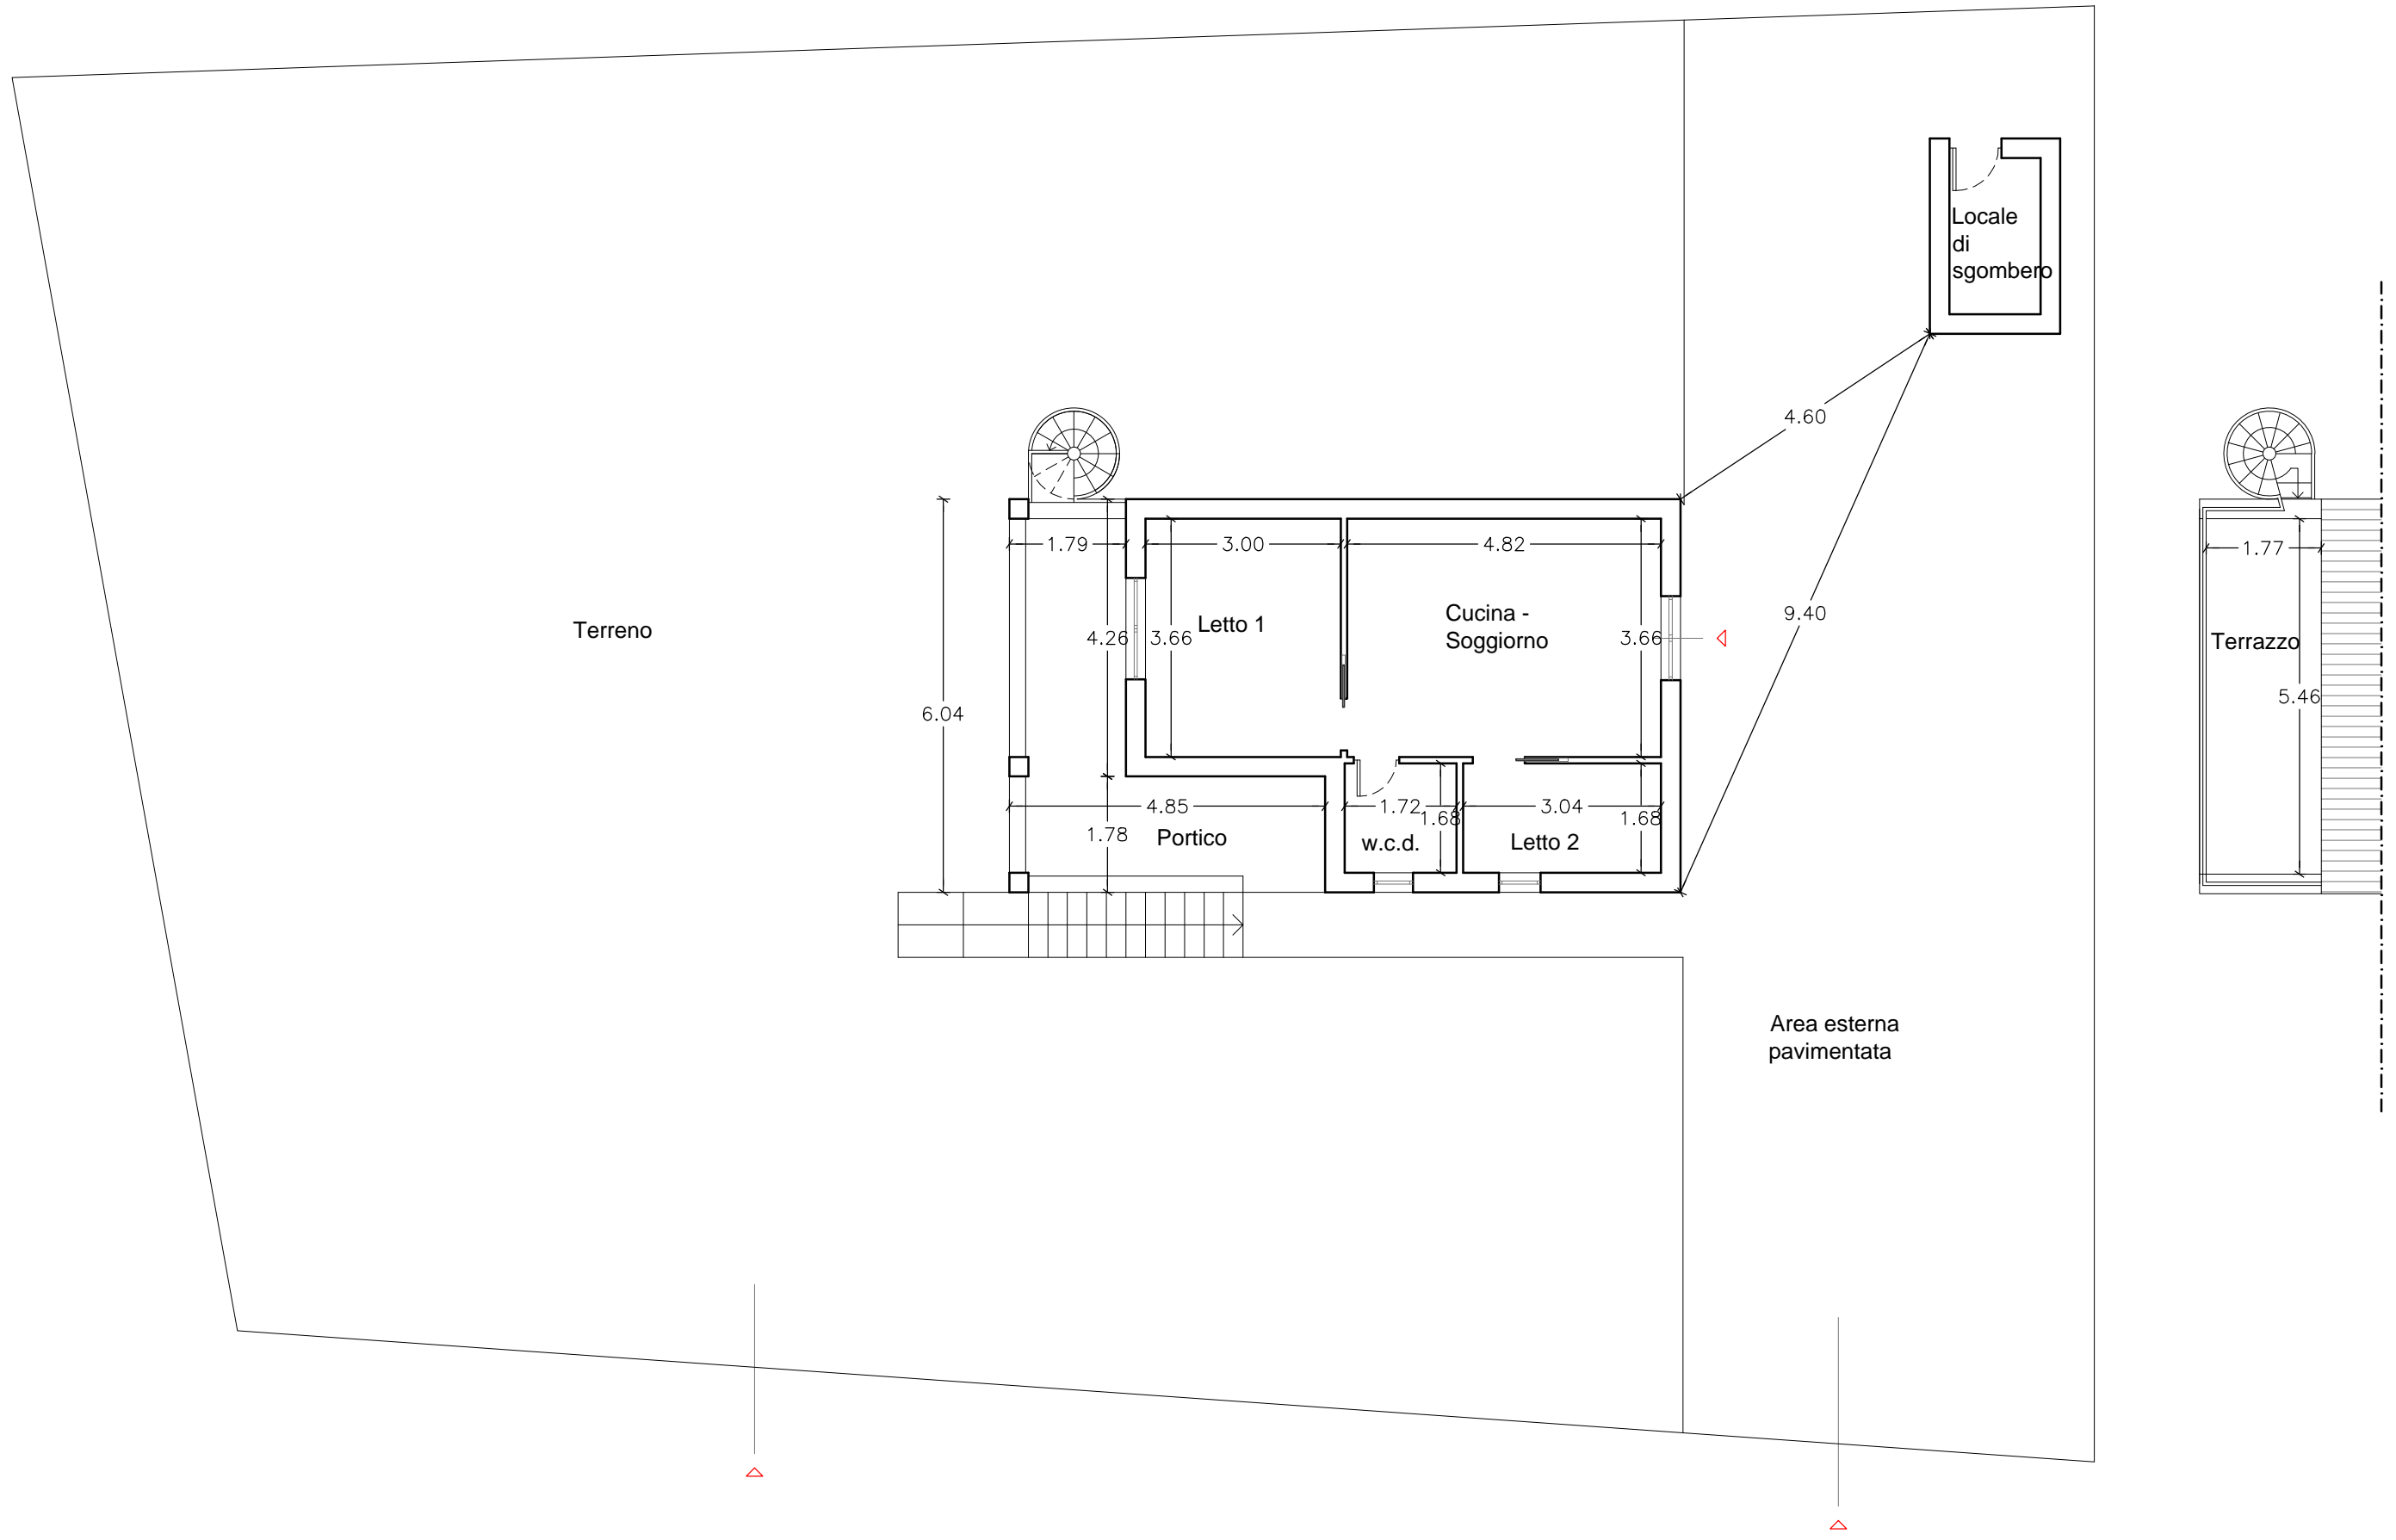 Locale
di
sgombero
4.60
1.79
3.00
4.82
1.77
9.40
Terreno
4.26
3.66
Letto 1
Cucina -
Soggiorno
3.66
Terrazzo
5.46
6.04
4.85
1.72
1.68
3.04
1.68
1.78
Portico
w.c.d.
Letto 2
Area esterna
pavimentata